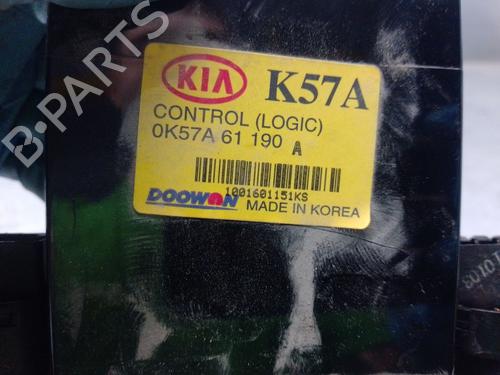 B-PARTS
KIA K57A
CONTROL (LOGIC)
0K57A 61 190 A
1001601151KS
DOOWON MADE IN KOREA